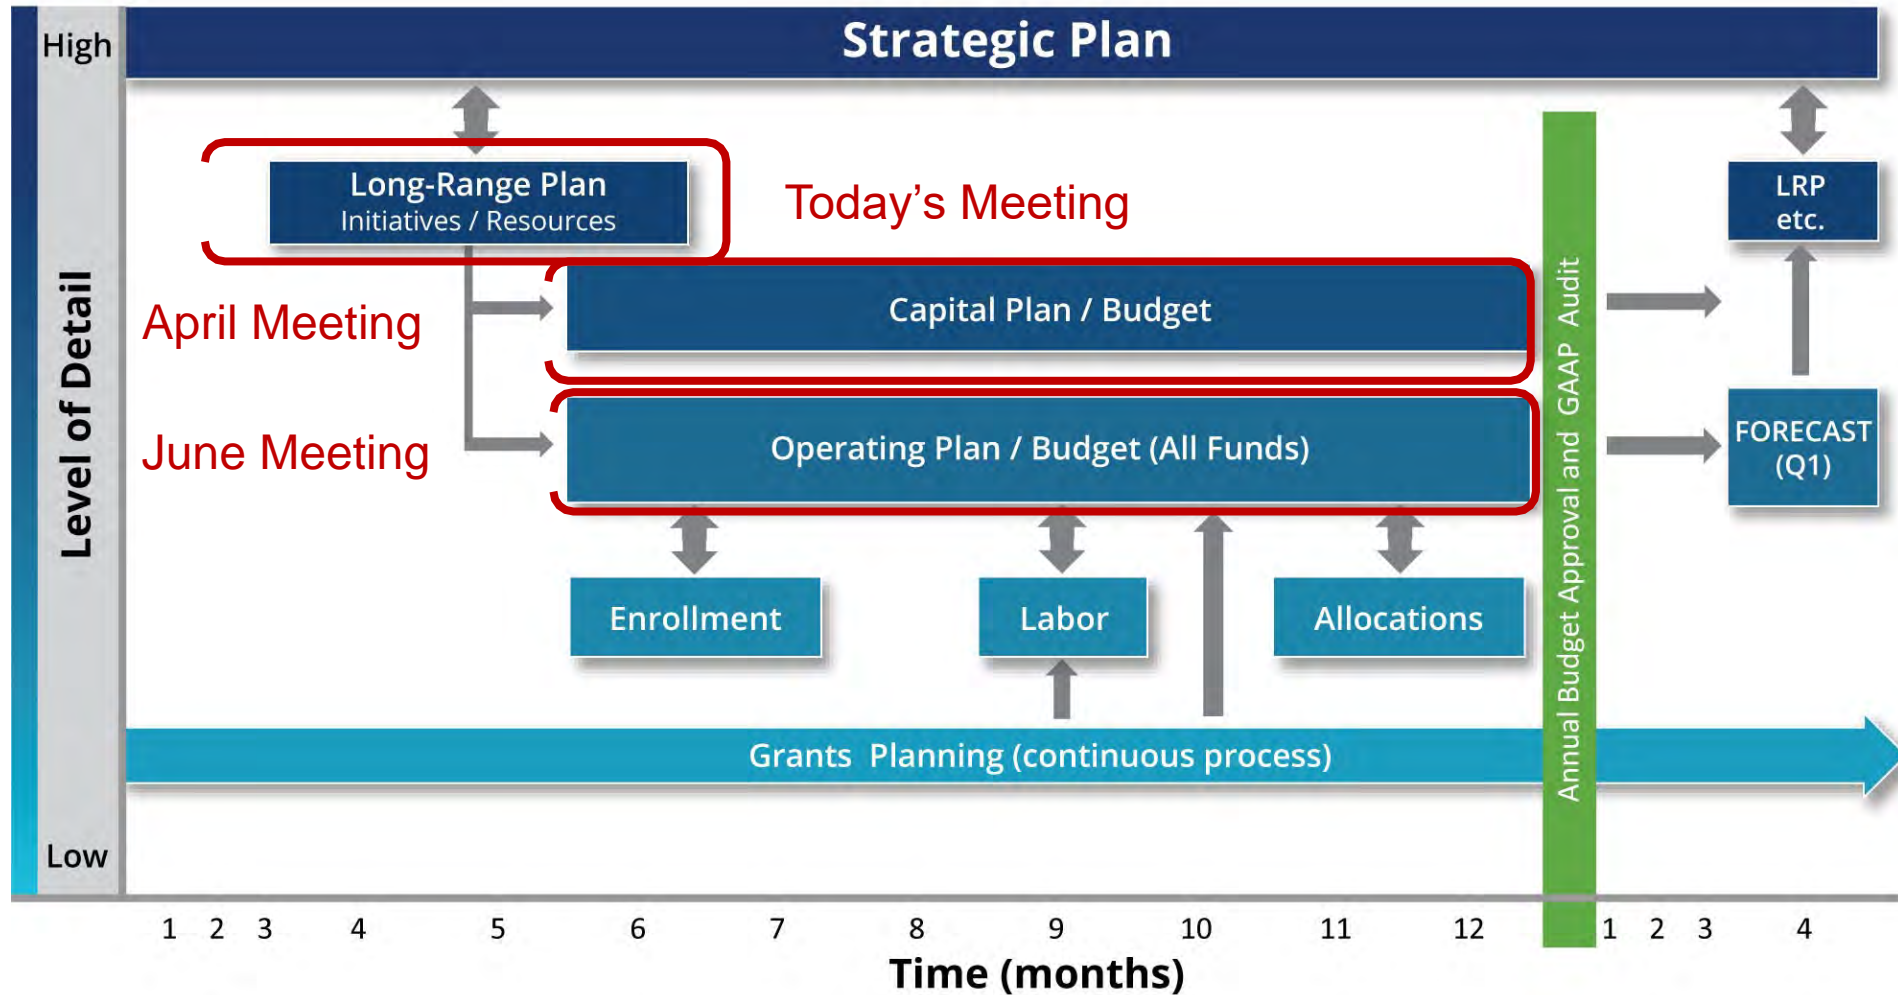 High
Strategic Plan
Long-Range Plan
Initiatives / Resources
Today’s Meeting
LRP
etc.
April Meeting
Capital Plan / Budget
June Meeting
Operating Plan / Budget (All Funds)
FORECAST
(Q1)
Level of Detail
Annual Budget Approval and GAAP Audit
Enrollment
Labor
Allocations
Grants Planning (continuous process)
Low
1 2 3 4 5 6 7 8 9 10 11 12 1 2 3 4
Time (months)